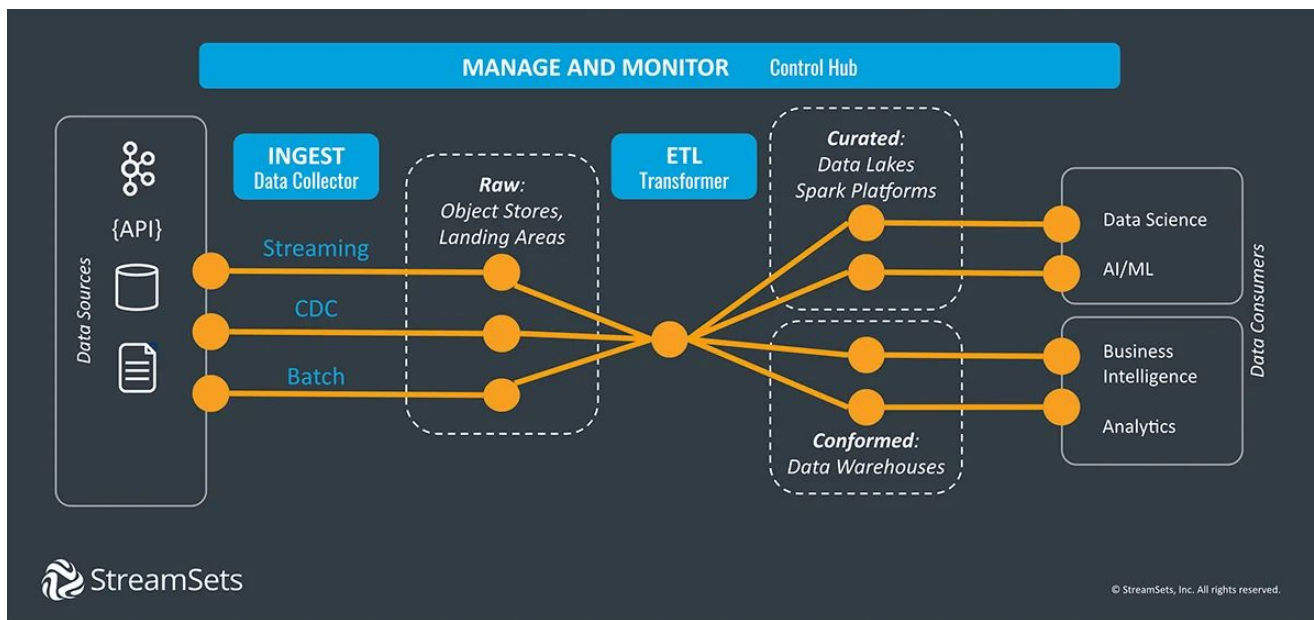 MANAGE AND MONITOR Control Hub
Data Sources
{API}
INGEST
Data Collector
Streaming
CDC
Batch
Raw:
Object Stores,
Landing Areas
ETL
Transformer
Curated:
Data Lakes
Spark Platforms
Conformed:
Data Warehouses
Data Science
AI/ML
Business
Intelligence
Analytics
Data Consumers
StreamSets
© StreamSets, Inc. All rights reserved.